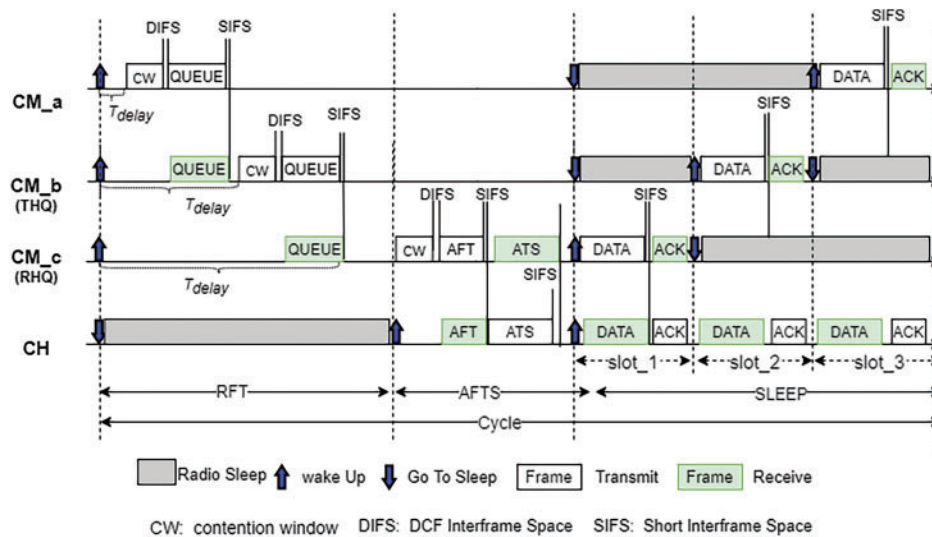 SIFS
DIFS
SIFS
CW
QUEUE
DATA
ACK
CM_a
Tdelay
DIFS
SIFS
SIFS
QUEUE
CW
QUEUE
DATA
ACK
CM_b
(THQ)
Tdelay
DIFS
SIFS
SIFS
QUEUE
CW
AFT
ATS
DATA
ACK
CM_c
(RHQ)
Tdelay
SIFS
CH
AFT
ATS
DATA
ACK
DATA
ACK
DATA
ACK
slot_1
slot_2
slot_3
RFT
AFTS
SLEEP
Cycle
Radio Sleep
wake Up
Go To Sleep
Frame
Transmit
Frame
Receive
CW: contention window
DIFS: DCF Interframe Space
SIFS: Short Interframe Space